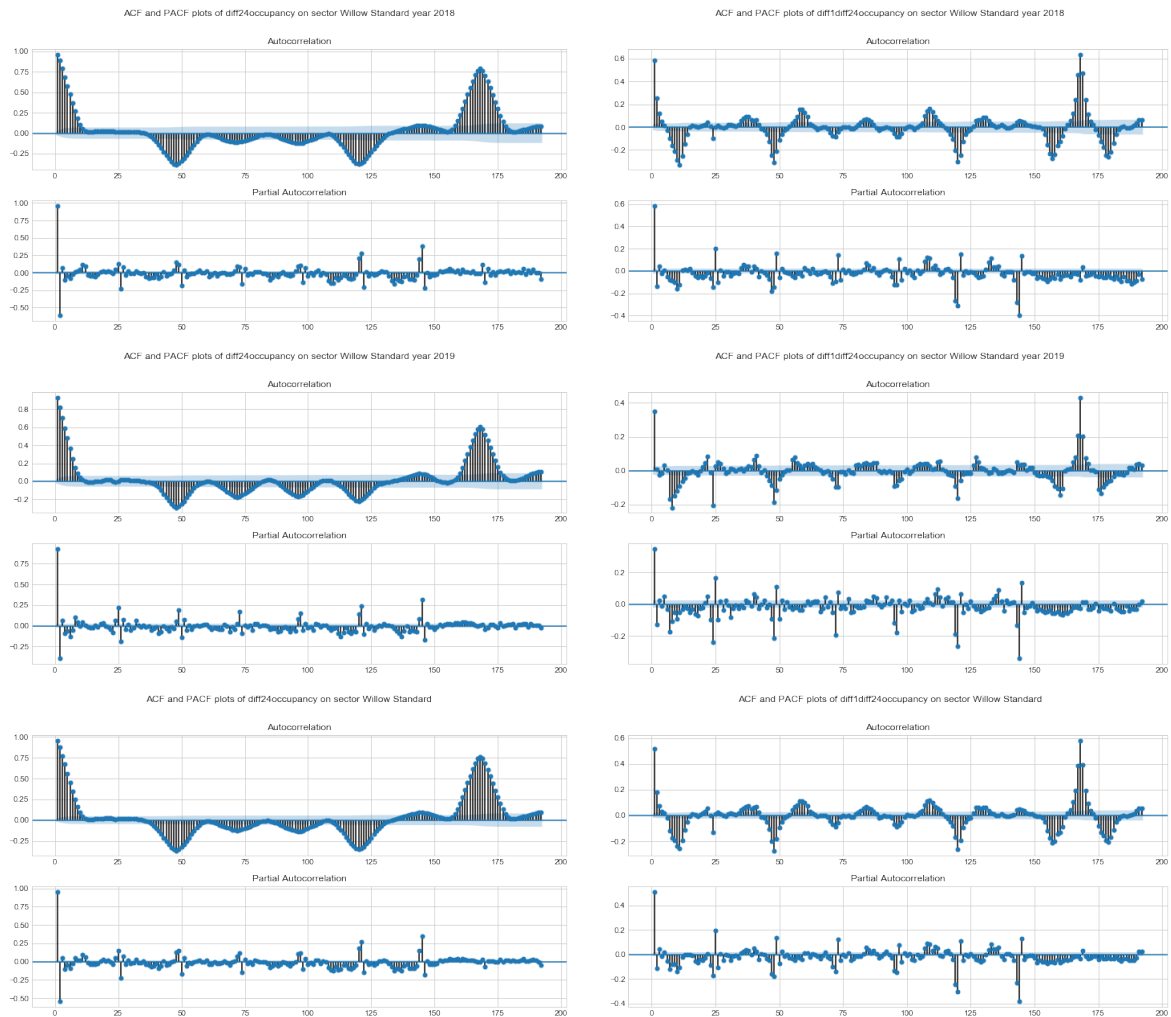 ACF and PACF plots of diff24occupancy on sector Willow Standard year 2018
Autocorrelation
1.00
0.75
0.50
0.25
0.00
−0.25
0 25 50 75 100 125 150 175 200
Partial Autocorrelation
1.00
0.75
0.50
0.25
0.00
−0.25
−0.50
0 25 50 75 100 125 150 175 200
ACF and PACF plots of diff1diff24occupancy on sector Willow Standard year 2018
Autocorrelation
0.6
0.4
0.2
0.0
−0.2
0 25 50 75 100 125 150 175 200
Partial Autocorrelation
0.6
0.4
0.2
0.0
−0.2
−0.4
0 25 50 75 100 125 150 175 200
ACF and PACF plots of diff24occupancy on sector Willow Standard year 2019
Autocorrelation
0.8
0.6
0.4
0.2
0.0
−0.2
0 25 50 75 100 125 150 175 200
Partial Autocorrelation
0.75
0.50
0.25
0.00
−0.25
0 25 50 75 100 125 150 175 200
ACF and PACF plots of diff1diff24occupancy on sector Willow Standard year 2019
Autocorrelation
0.4
0.2
0.0
−0.2
0 25 50 75 100 125 150 175 200
Partial Autocorrelation
0.2
0.0
−0.2
0 25 50 75 100 125 150 175 200
ACF and PACF plots of diff24occupancy on sector Willow Standard
Autocorrelation
1.00
0.75
0.50
0.25
0.00
−0.25
0 25 50 75 100 125 150 175 200
Partial Autocorrelation
1.00
0.75
0.50
0.25
0.00
−0.25
−0.50
0 25 50 75 100 125 150 175 200
ACF and PACF plots of diff1diff24occupancy on sector Willow Standard
Autocorrelation
0.6
0.4
0.2
0.0
−0.2
0 25 50 75 100 125 150 175 200
Partial Autocorrelation
0.4
0.2
0.0
−0.2
−0.4
0 25 50 75 100 125 150 175 200